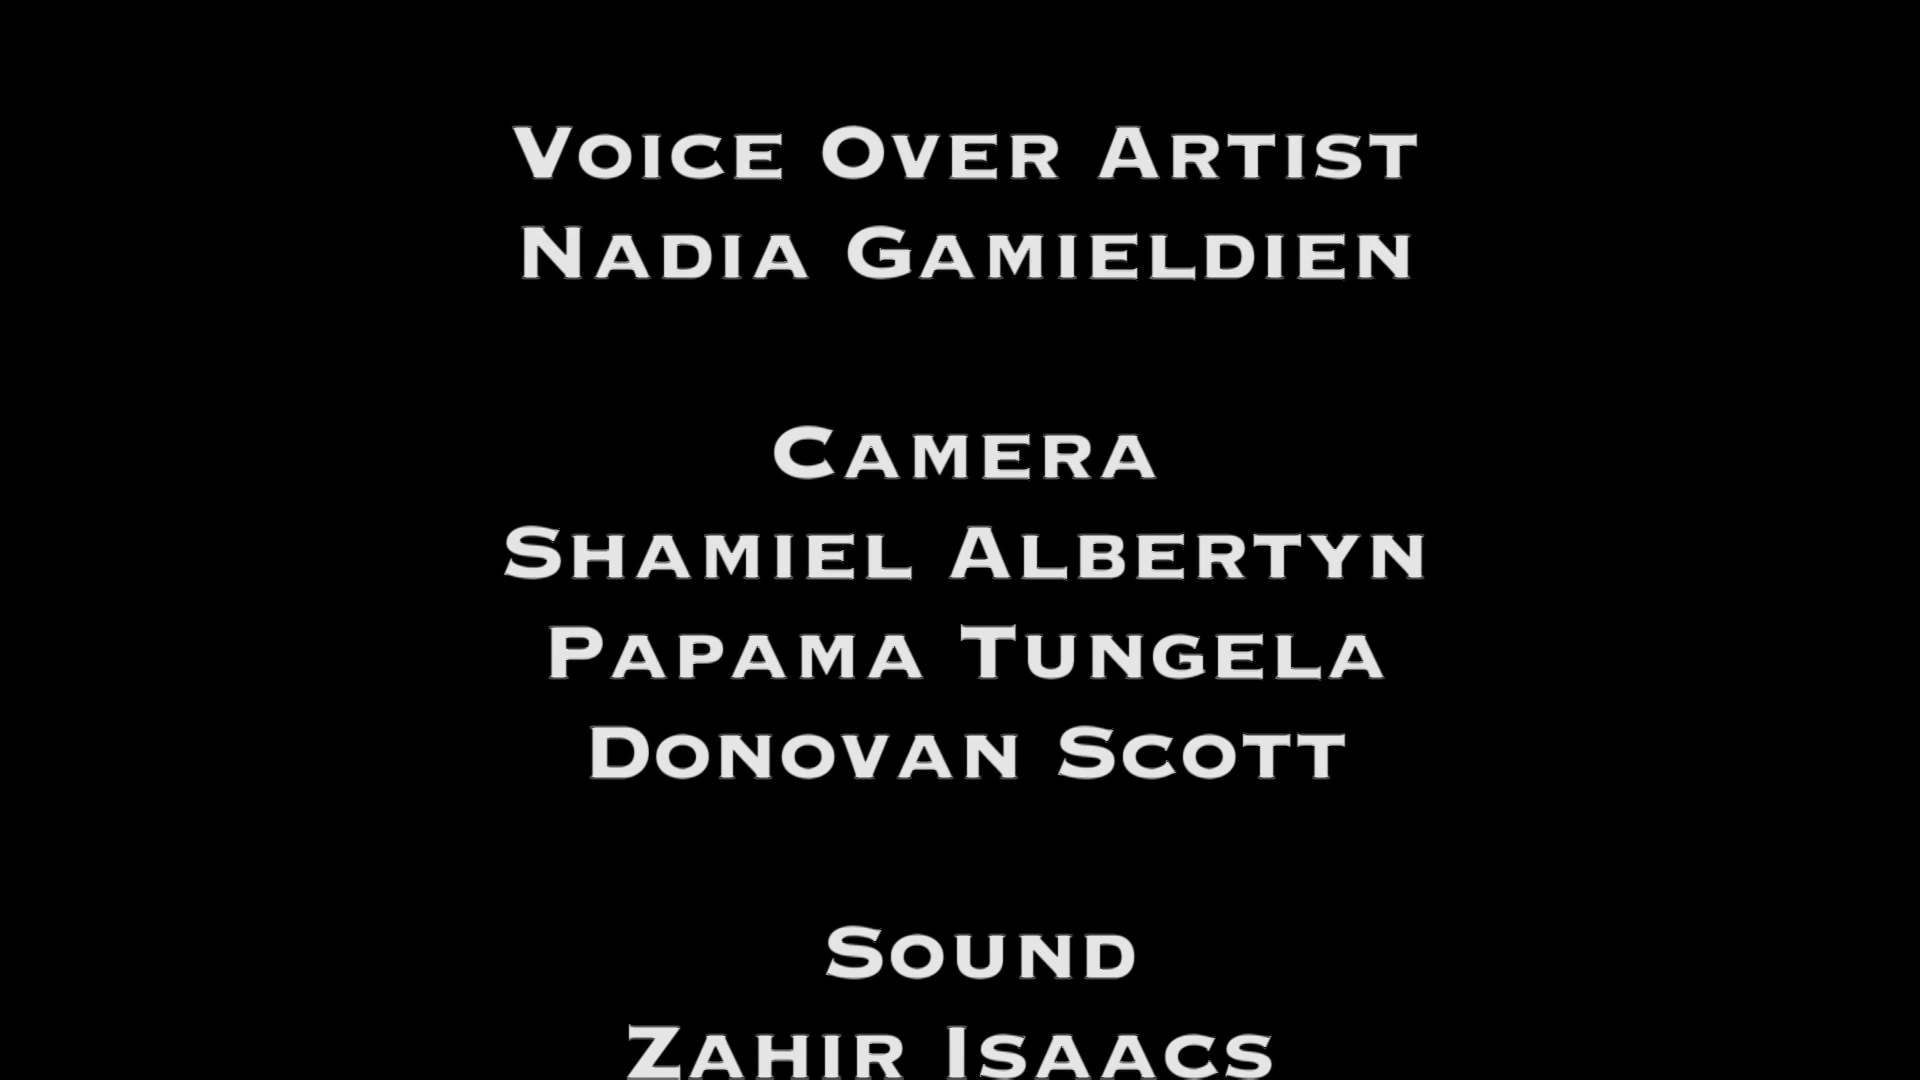 Voice Over Artist
Nadia Gamieldien
Camera
Shamiel Albertyn
Papama Tungela
Donovan Scott
Sound
Zahir Isaacs